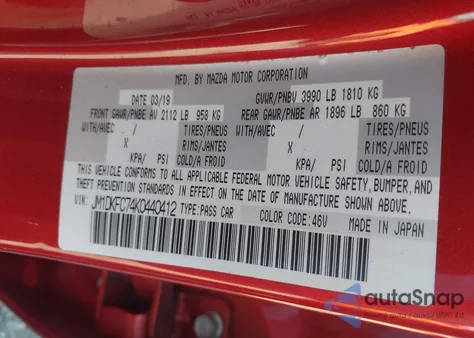 MFD. BY MAZDA MOTOR CORPORATION
DATE 03/19 GVWR/PNBV 3990 LB 1810 KG
FRONT GAWR/PNBE AV 2112 LB 958 KG REAR GAWR/PNBE AR 1896 LB 860 KG
WITH/AVEC / TIRES/PNEUS WITH/AVEC / TIRES/PNEUS
X RIMS/JANTES X RIMS/JANTES
KPA/ PSI COLD/A FROID KPA/ PSI COLD/A FROID
THIS VEHICLE CONFORMS TO ALL APPLICABLE FEDERAL MOTOR VEHICLE SAFETY, BUMPER, AND
THEFT PREVENTION STANDARDS IN EFFECT ON THE DATE OF MANUFACTURE SHOWN ABOVE.
VIN: JM1DKFC74K0440412 TYPE:PASS CAR COLOR CODE:46V MADE IN JAPAN
autoSnap